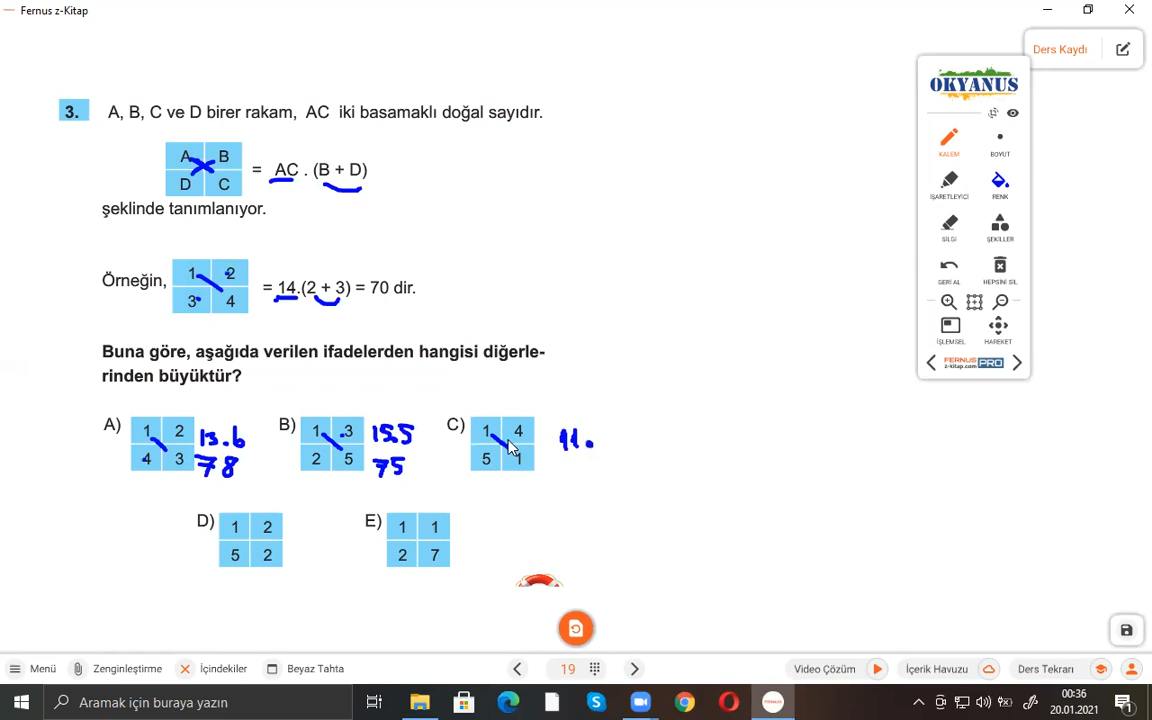 Fernus z-Kitap
Ders Kaydı
OKYANUS
KALEM
BOYUT
İŞARETLEYİCİ
RENK
SİLGİ
ŞEKİLLER
GERİ AL
HEPSİNİ SİL
İŞLEMSEL
HAREKET
FERNUS z-kitap.com PRO
3. A, B, C ve D birer rakam, AC iki basamaklı doğal sayıdır.
A B
D C
= AC . (B + D)
şeklinde tanımlanıyor.
Örneğin,
1 2
3 4
= 14.(2 + 3) = 70 dir.
Buna göre, aşağıda verilen ifadelerden hangisi diğerle-
rinden büyüktür?
A)
1 2
4 3
13.6
78
B)
1 3
2 5
15.5
75
C)
1 4
5 1
11.
D)
1 2
5 2
E)
1 1
2 7
Menü Zenginleştirme İçindekiler Beyaz Tahta 19 Video Çözüm İçerik Havuzu Ders Tekrarı
Aramak için buraya yazın
00:36
20.01.2021
1